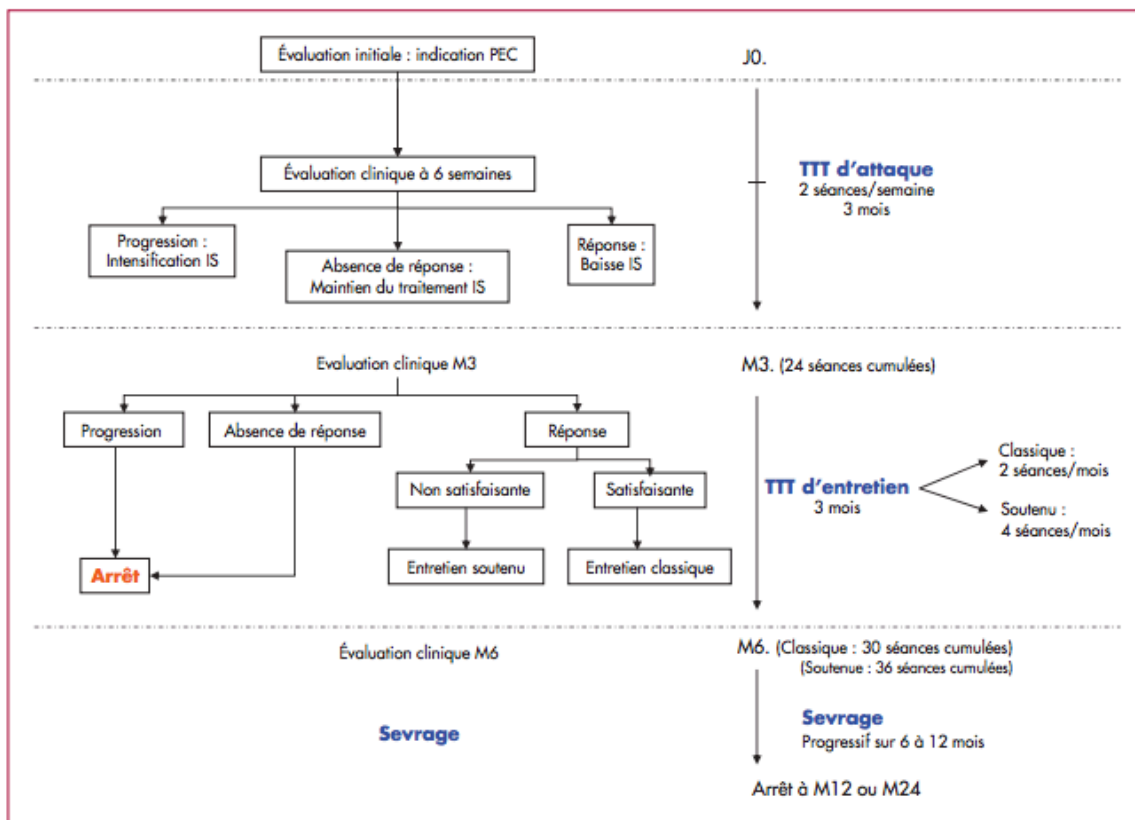 Évaluation initiale : indication PEC
J0.
Évaluation clinique à 6 semaines
TTT d'attaque
2 séances/semaine
3 mois
Progression :
Intensification IS
Absence de réponse :
Maintien du traitement IS
Réponse :
Baisse IS
Evaluation clinique M3
M3. (24 séances cumulées)
Progression
Absence de réponse
Réponse
Non satisfaisante
Satisfaisante
Arrêt
Entretien soutenu
Entretien classique
TTT d'entretien
3 mois
Classique :
2 séances/mois
Soutenu :
4 séances/mois
Évaluation clinique M6
M6. (Classique : 30 séances cumulées)
(Soutenue : 36 séances cumulées)
Sevrage
Sevrage
Progressif sur 6 à 12 mois
Arrêt à M12 ou M24